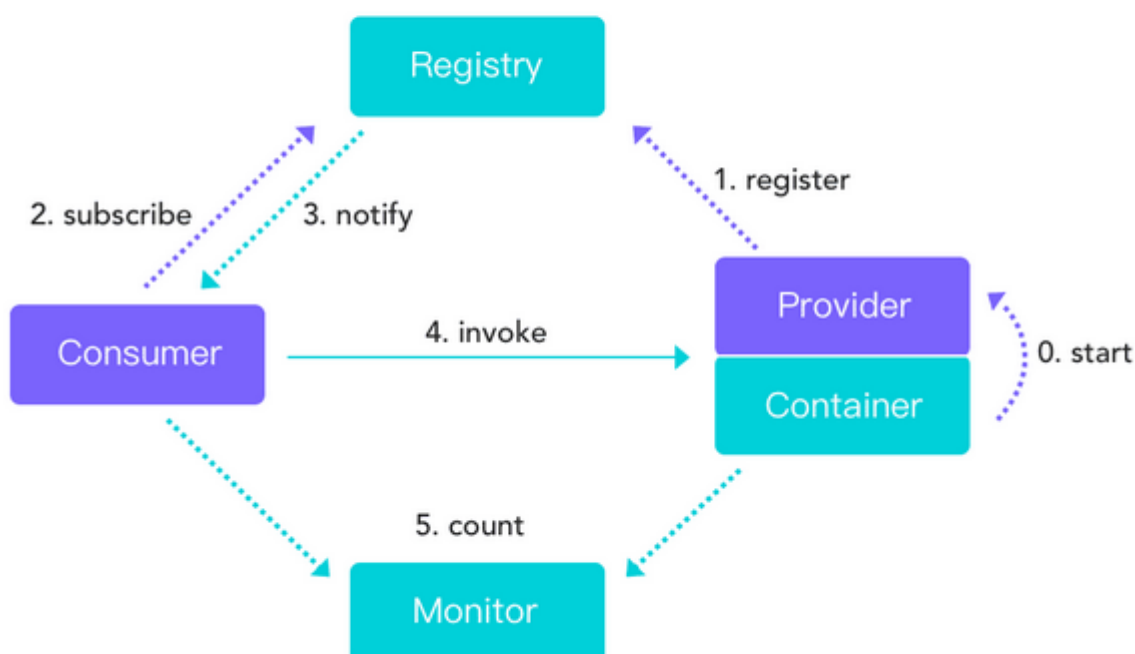 Registry
1. register
2. subscribe
3. notify
Provider
Consumer
4. invoke
0. start
Container
5. count
Monitor